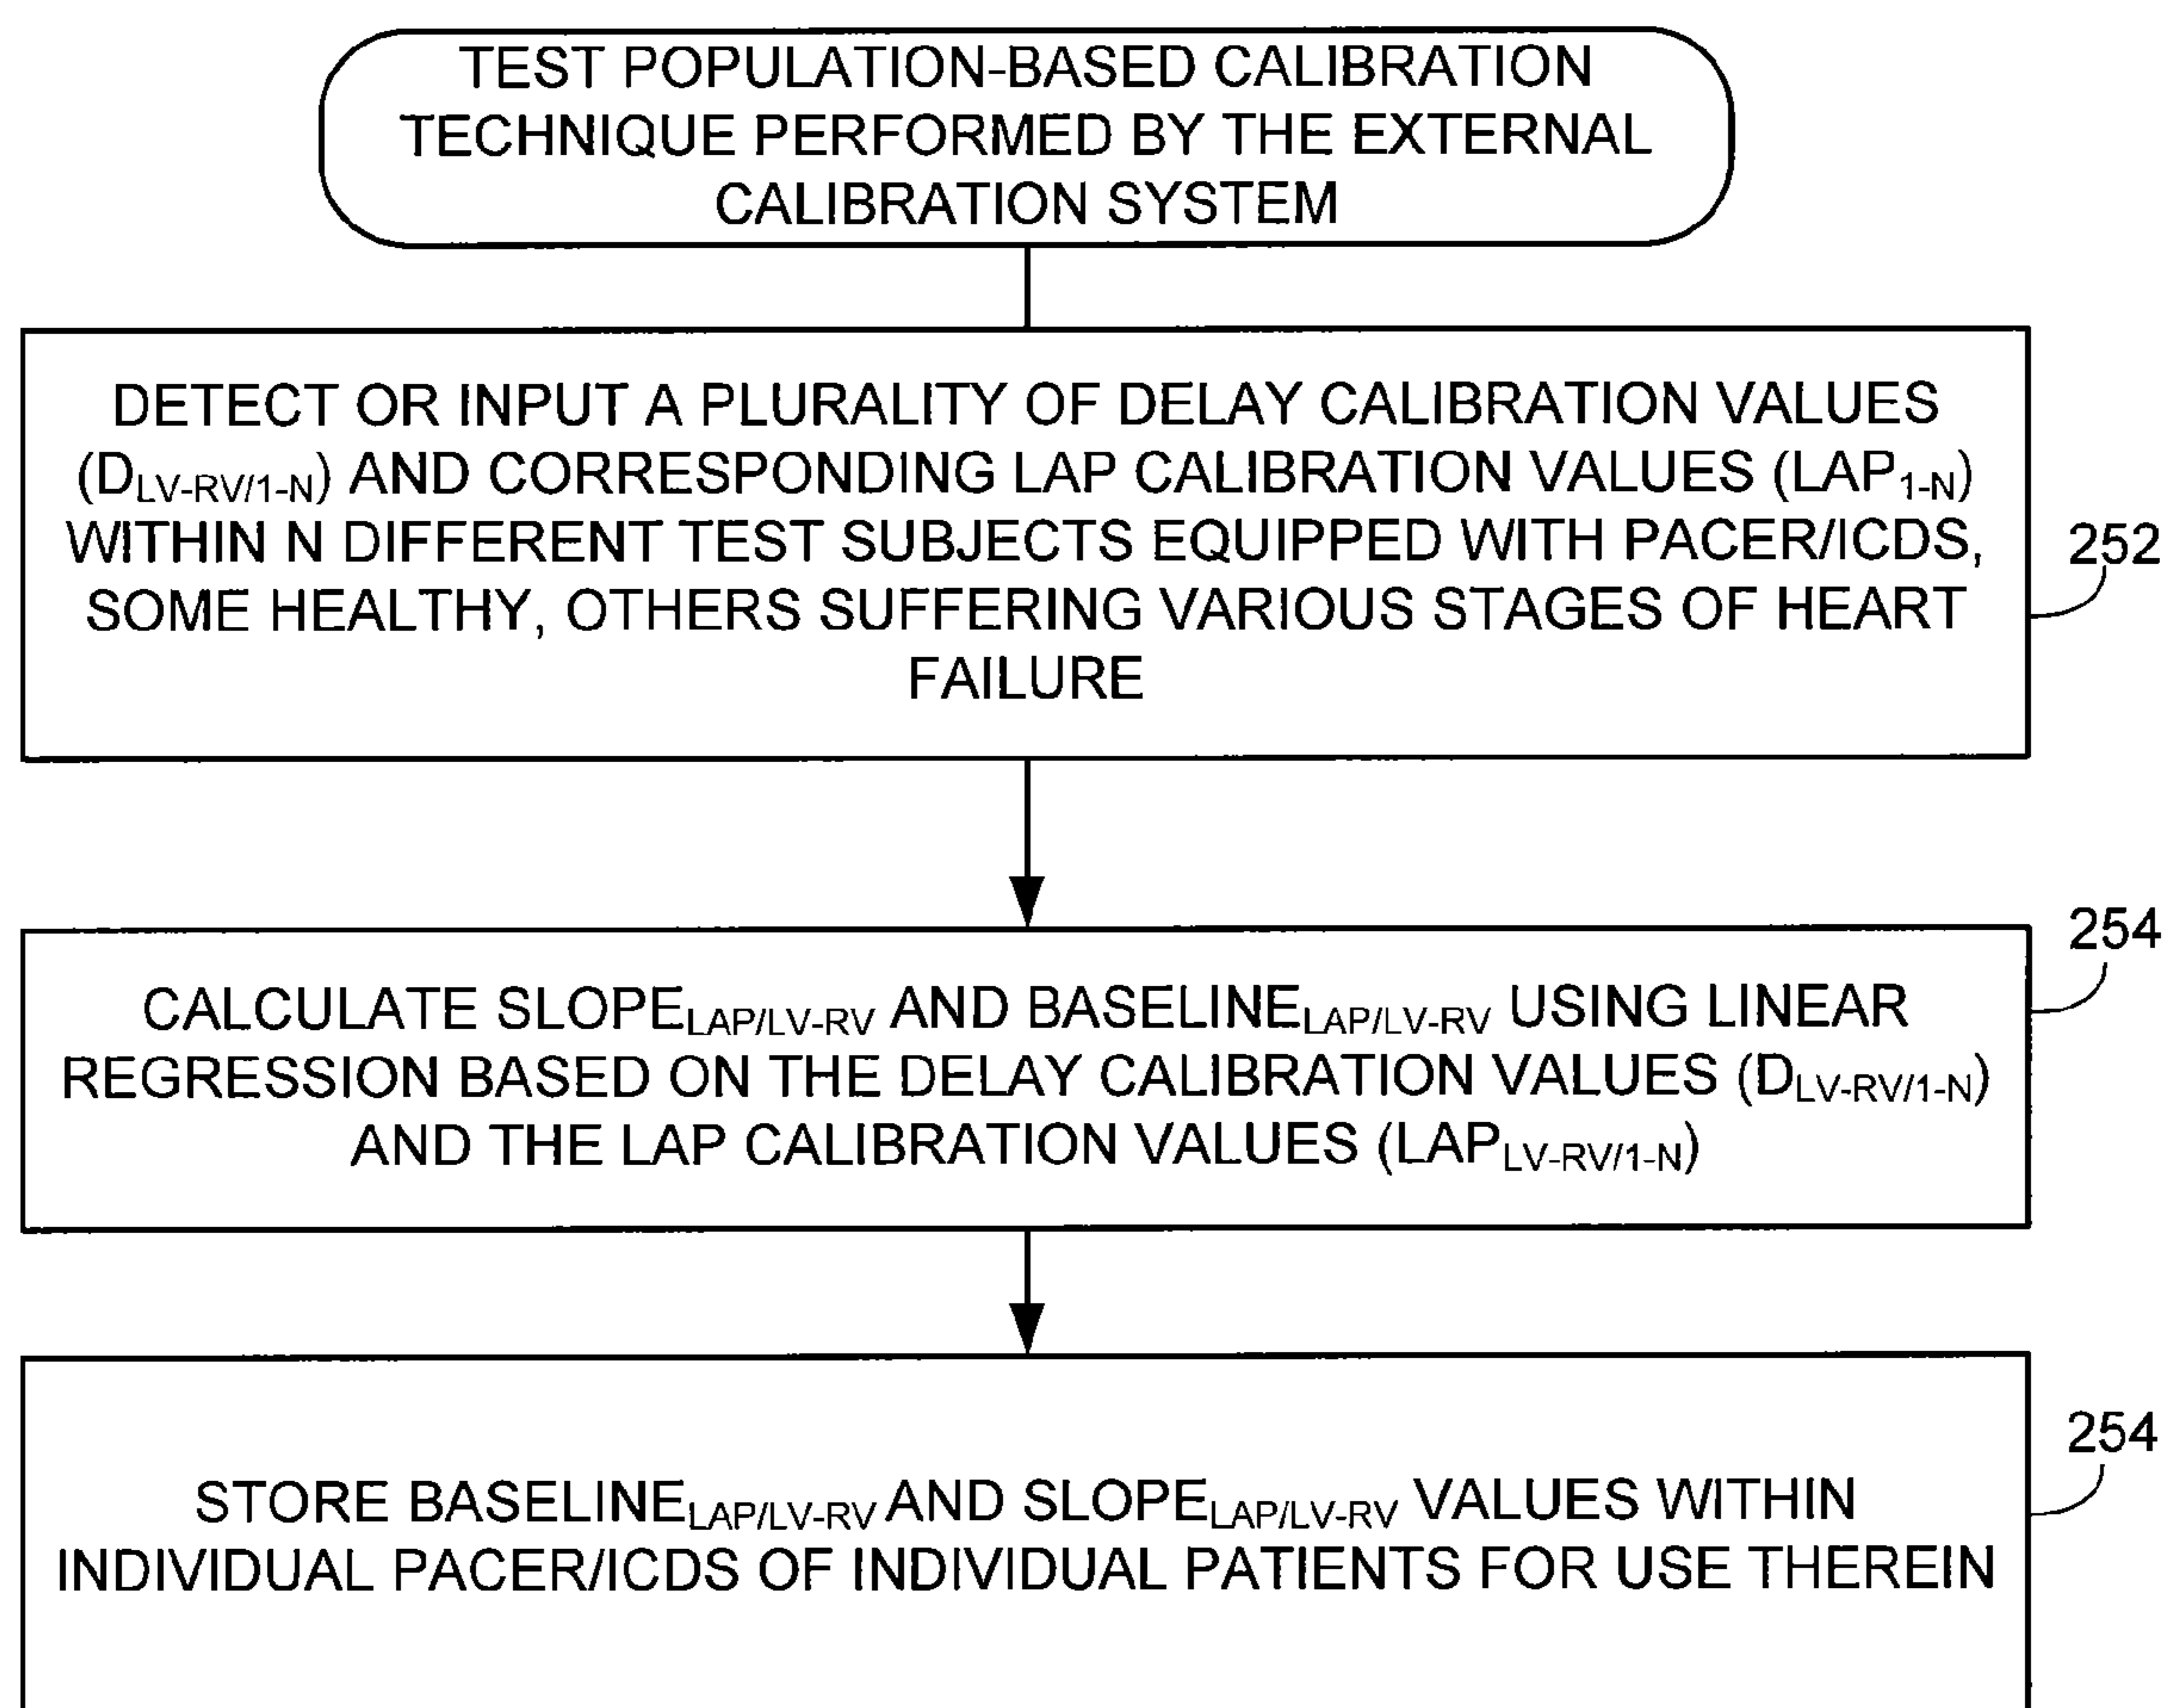 TEST POPULATION-BASED CALIBRATION
TECHNIQUE PERFORMED BY THE EXTERNAL
CALIBRATION SYSTEM
DETECT OR INPUT A PLURALITY OF DELAY CALIBRATION VALUES
(DLV-RV/1-N) AND CORRESPONDING LAP CALIBRATION VALUES (LAP1-N)
WITHIN N DIFFERENT TEST SUBJECTS EQUIPPED WITH PACER/ICDS,
SOME HEALTHY, OTHERS SUFFERING VARIOUS STAGES OF HEART
FAILURE
252
254
CALCULATE SLOPELAP/LV-RV AND BASELINELAP/LV-RV USING LINEAR
REGRESSION BASED ON THE DELAY CALIBRATION VALUES (DLV-RV/1-N)
AND THE LAP CALIBRATION VALUES (LAPLV-RV/1-N)
254
STORE BASELINELAP/LV-RV AND SLOPELAP/LV-RV VALUES WITHIN
INDIVIDUAL PACER/ICDS OF INDIVIDUAL PATIENTS FOR USE THEREIN